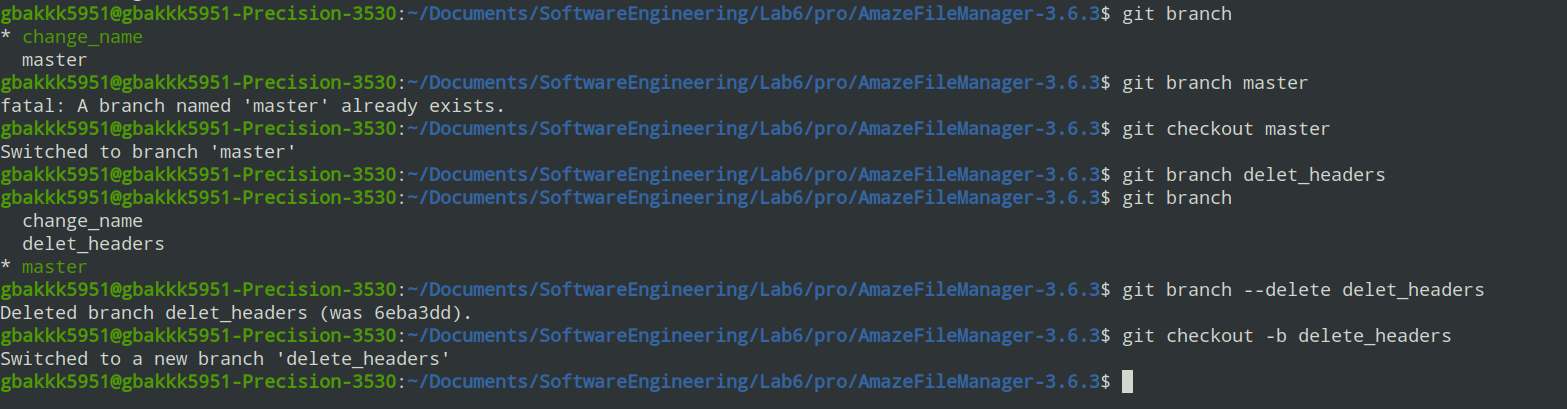 gbakkk5951@gbakkk5951-Precision-3530:~/Documents/SoftwareEngineering/Lab6/pro/AmazeFileManager-3.6.3$ git branch
* change_name
  master
gbakkk5951@gbakkk5951-Precision-3530:~/Documents/SoftwareEngineering/Lab6/pro/AmazeFileManager-3.6.3$ git branch master
fatal: A branch named 'master' already exists.
gbakkk5951@gbakkk5951-Precision-3530:~/Documents/SoftwareEngineering/Lab6/pro/AmazeFileManager-3.6.3$ git checkout master
Switched to branch 'master'
gbakkk5951@gbakkk5951-Precision-3530:~/Documents/SoftwareEngineering/Lab6/pro/AmazeFileManager-3.6.3$ git branch delet_headers
gbakkk5951@gbakkk5951-Precision-3530:~/Documents/SoftwareEngineering/Lab6/pro/AmazeFileManager-3.6.3$ git branch
  change_name
  delet_headers
* master
gbakkk5951@gbakkk5951-Precision-3530:~/Documents/SoftwareEngineering/Lab6/pro/AmazeFileManager-3.6.3$ git branch --delete delet_headers
Deleted branch delet_headers (was 6eba3dd).
gbakkk5951@gbakkk5951-Precision-3530:~/Documents/SoftwareEngineering/Lab6/pro/AmazeFileManager-3.6.3$ git checkout -b delete_headers
Switched to a new branch 'delete_headers'
gbakkk5951@gbakkk5951-Precision-3530:~/Documents/SoftwareEngineering/Lab6/pro/AmazeFileManager-3.6.3$